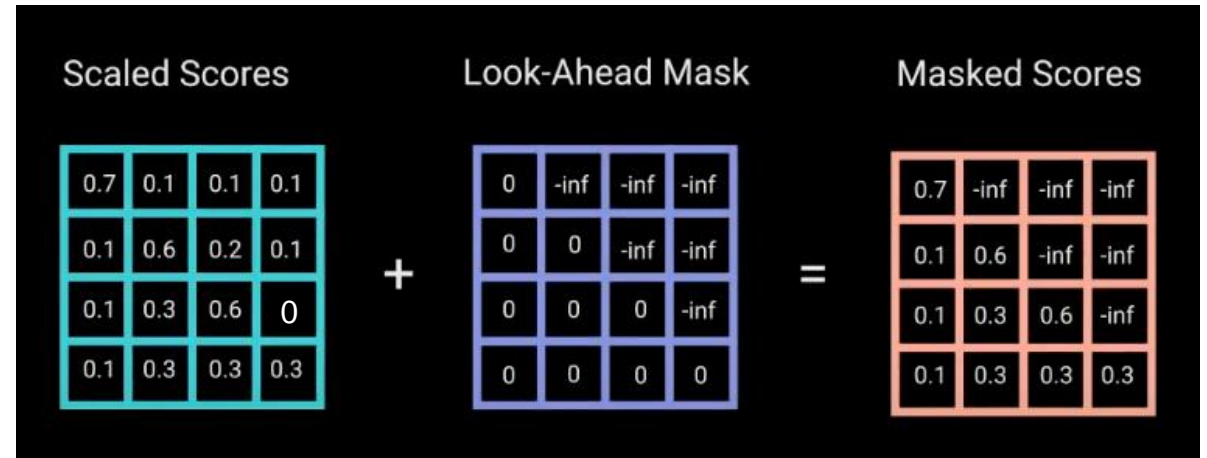 Scaled Scores
Look-Ahead Mask
Masked Scores
0.7 0.1 0.1 0.1
0.1 0.6 0.2 0.1
0.1 0.3 0.6 0
0.1 0.3 0.3 0.3
+
0 -inf -inf -inf
0 0 -inf -inf
0 0 0 -inf
0 0 0 0
=
0.7 -inf -inf -inf
0.1 0.6 -inf -inf
0.1 0.3 0.6 -inf
0.1 0.3 0.3 0.3